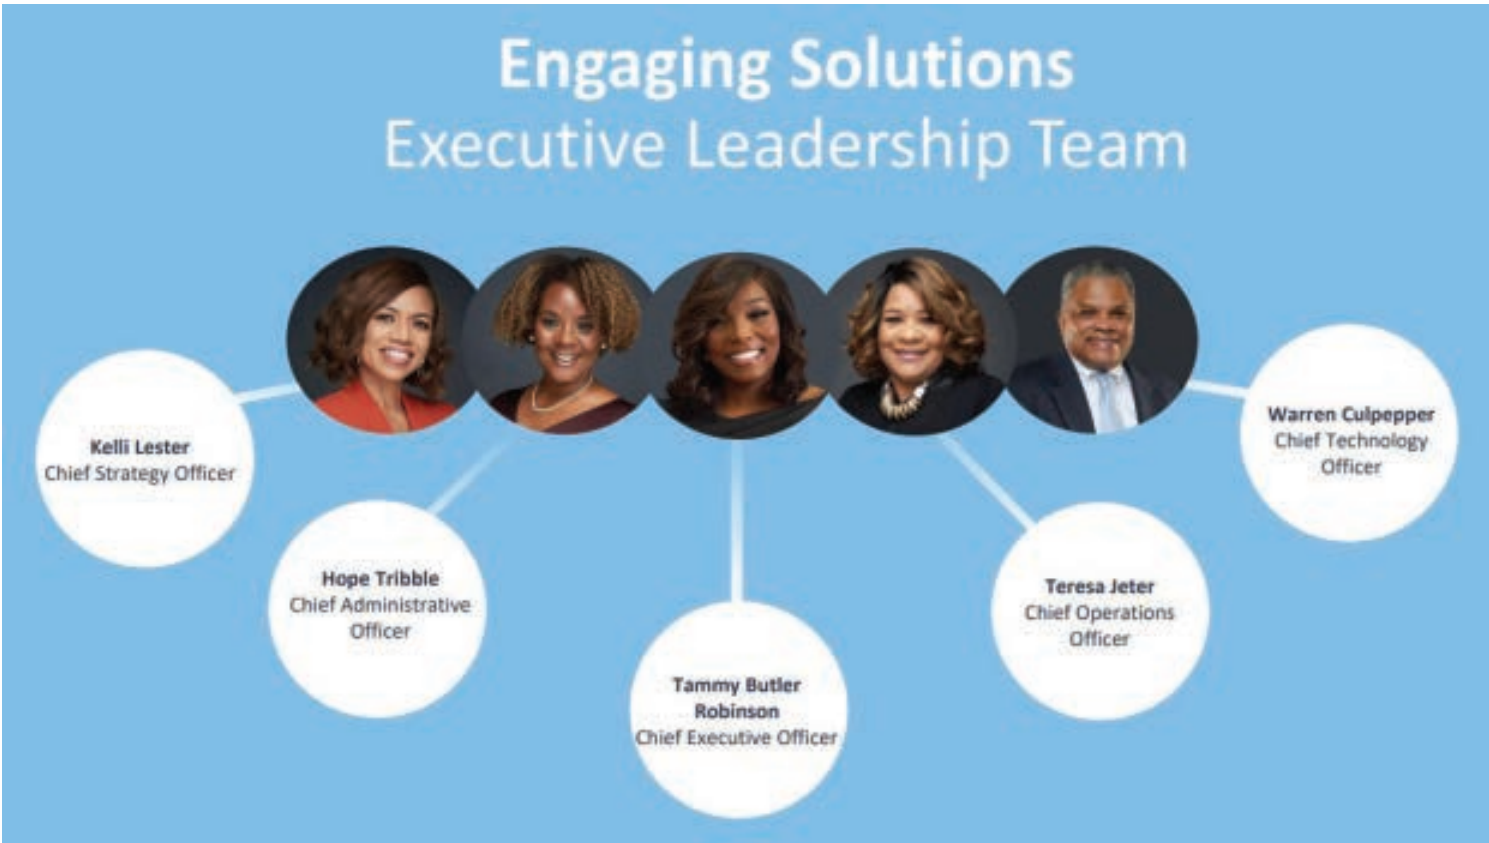 Engaging Solutions
Executive Leadership Team
Kelli Lester
Chief Strategy Officer
Hope Tribble
Chief Administrative
Officer
Tammy Butler
Robinson
Chief Executive Officer
Teresa Jeter
Chief Operations
Officer
Warren Culpepper
Chief Technology
Officer